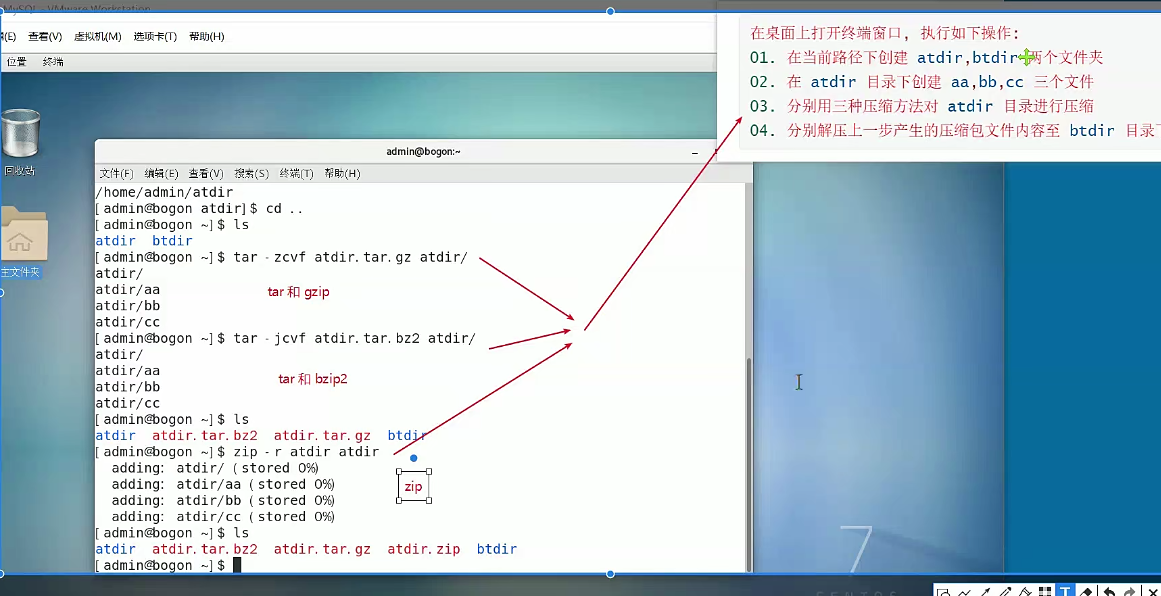 MySQL - VMware Workstation
(E) 查看(V) 虚拟机(M) 选项卡(T) 帮助(H)
位置 终端
在桌面上打开终端窗口, 执行如下操作:
01. 在当前路径下创建 atdir,btdir 两个文件夹
02. 在 atdir 目录下创建 aa,bb,cc 三个文件
03. 分别用三种压缩方法对 atdir 目录进行压缩
04. 分别解压上一步产生的压缩包文件内容至 btdir 目录下
回收站
主文件夹
admin@bogon:~
文件(F) 编辑(E) 查看(V) 搜索(S) 终端(T) 帮助(H)
/home/admin/atdir
[admin@bogon atdir]$ cd ..
[admin@bogon ~]$ ls
atdir btdir
[admin@bogon ~]$ tar -zcvf atdir.tar.gz atdir/
atdir/
atdir/aa
tar 和 gzip
atdir/bb
atdir/cc
[admin@bogon ~]$ tar -jcvf atdir.tar.bz2 atdir/
atdir/
atdir/aa
tar 和 bzip2
atdir/bb
atdir/cc
[admin@bogon ~]$ ls
atdir atdir.tar.bz2 atdir.tar.gz btdir
[admin@bogon ~]$ zip -r atdir atdir
adding: atdir/ (stored 0%)
adding: atdir/aa (stored 0%)
zip
adding: atdir/bb (stored 0%)
adding: atdir/cc (stored 0%)
[admin@bogon ~]$ ls
atdir atdir.tar.bz2 atdir.tar.gz atdir.zip btdir
[admin@bogon ~]$
7
CENTOS